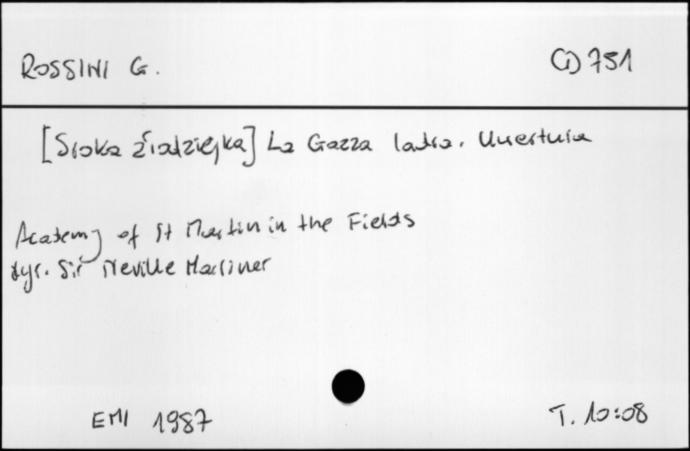 ROSSINI G.
CD 751
[Sroka złodziejka] La Gazza ladra. Uwertura
Academy of St Martin in the Fields
dyr. Sir Neville Marriner
EMI 1987
T. 10:08